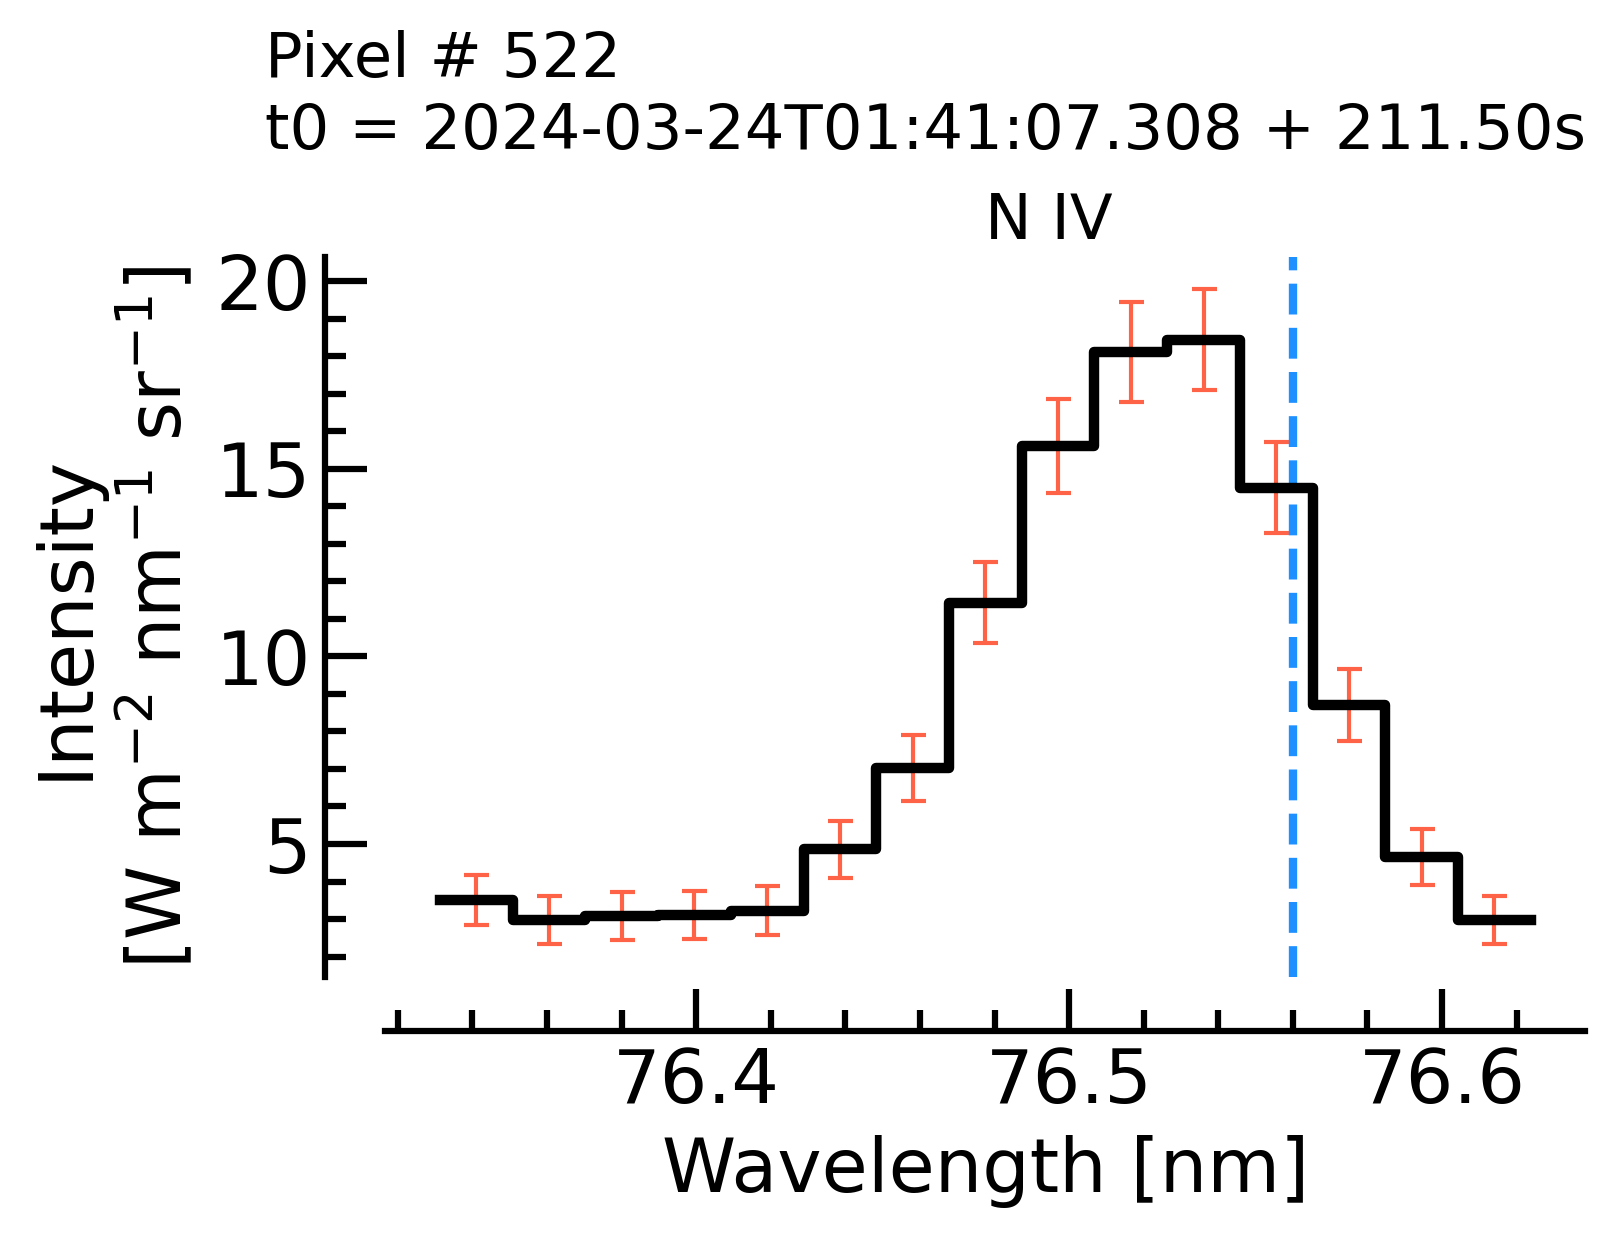 Pixel # 522
t0 = 2024-03-24T01:41:07.308 + 211.50s
N IV
Intensity
[W m⁻² nm⁻¹ sr⁻¹]
20
15
10
5
76.4 76.5 76.6
Wavelength [nm]